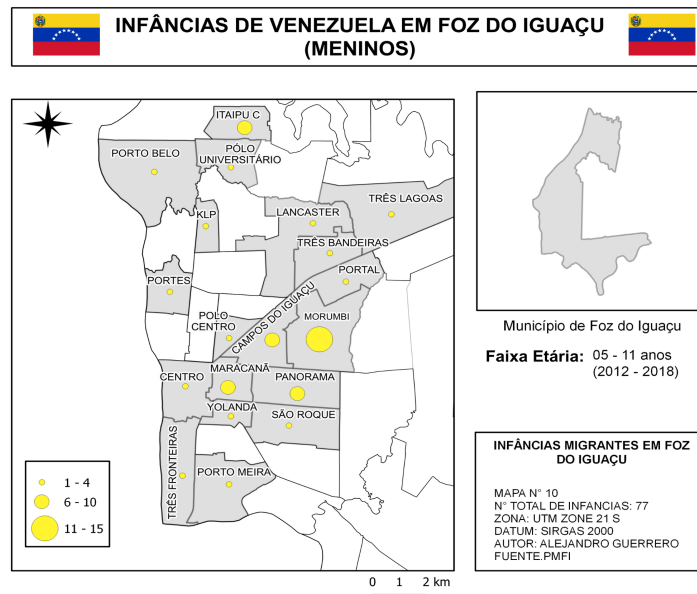 INFÂNCIAS DE VENEZUELA EM FOZ DO IGUAÇU
(MENINOS)
ITAIPU C
PORTO BELO
PÓLO
UNIVERSITÁRIO
TRÊS LAGOAS
KLP
LANCASTER
TRÊS BANDEIRAS
PORTAL
PORTES
CAMPOS DO IGUAÇU
POLO
CENTRO
MORUMBI
MARACANÃ
CENTRO
PANORAMA
YOLANDA
SÃO ROQUE
TRÊS FRONTEIRAS
PORTO MEIRA
1 - 4
6 - 10
11 - 15
0 1 2 km
Município de Foz do Iguaçu
Faixa Etária: 05 - 11 anos
(2012 - 2018)
INFÂNCIAS MIGRANTES EM FOZ
DO IGUAÇU
MAPA N° 10
N° TOTAL DE INFANCIAS: 77
ZONA: UTM ZONE 21 S
DATUM: SIRGAS 2000
AUTOR: ALEJANDRO GUERRERO
FUENTE.PMFI